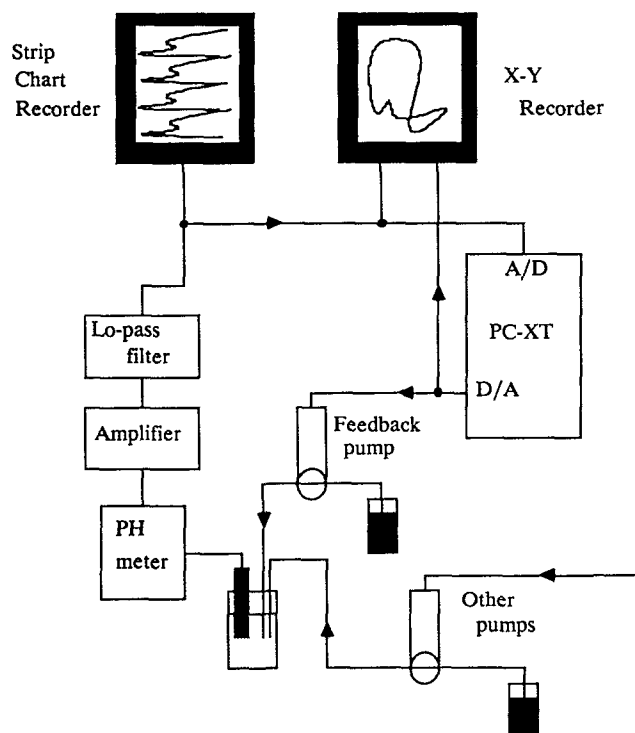 Strip
Chart
Recorder
X-Y
Recorder
A/D
PC-XT
D/A
Lo-pass
filter
Amplifier
Feedback
pump
PH
meter
Other
pumps